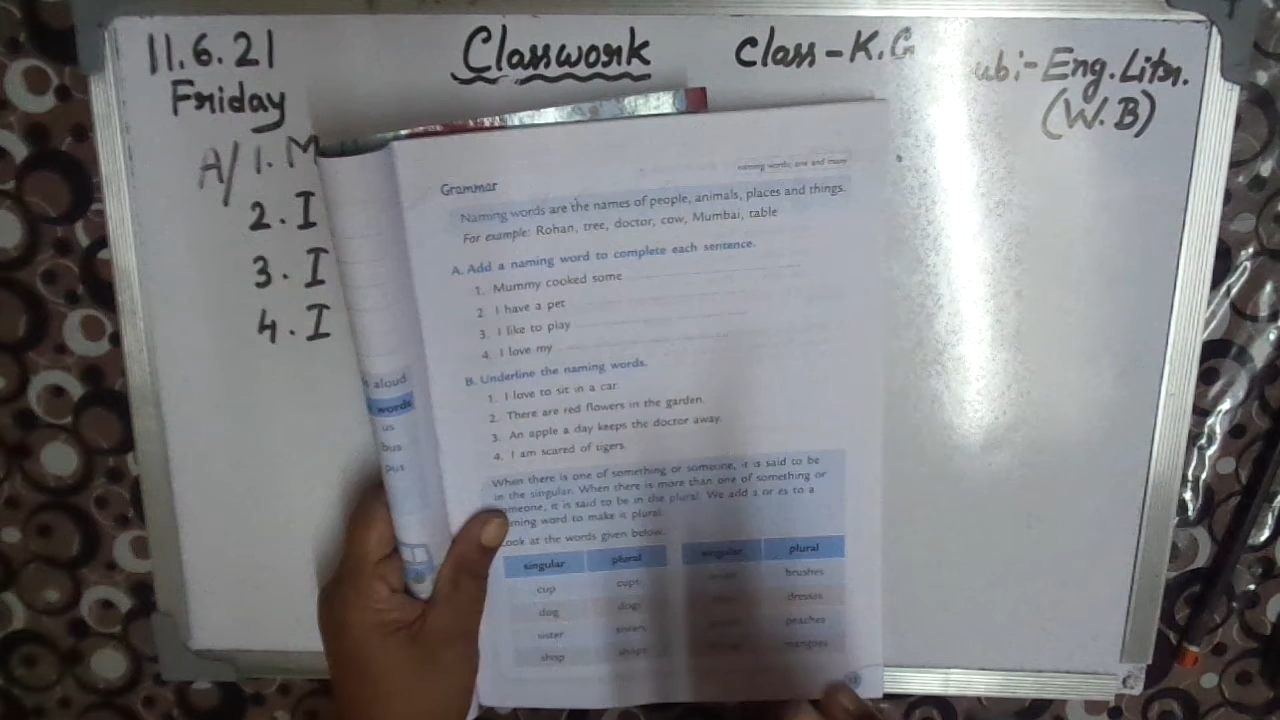 11.6.21
Classwork
Class-K.G
ubi-Eng.Litr.
Friday
(W.B)
A/ 1. M
2. I
3. I
4. I
naming words; one and many
Grammar
Naming words are the names of people, animals, places and things.
For example: Rohan, tree, doctor, cow, Mumbai, table
A. Add a naming word to complete each sentence.
1. Mummy cooked some
2. I have a pet
3. I like to play
4. I love my
B. Underline the naming words.
1. I love to sit in a car.
2. There are red flowers in the garden.
3. An apple a day keeps the doctor away.
4. I am scared of tigers.
When there is one of something or someone, it is said to be
in the singular. When there is more than one of something or
omeone, it is said to be in the plural. We add s or es to a
ming word to make it plural.
ook at the words given below.
singular plural singular plural
cup cups brushes
dog dogs dresses
sister sisters peaches
shop shops mangoes
aloud
words
us
bus
pus